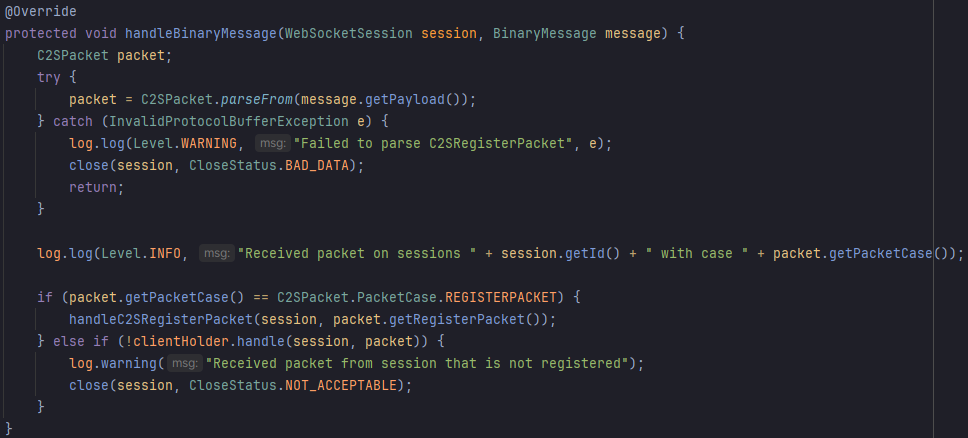 @Override
protected void handleBinaryMessage(WebSocketSession session, BinaryMessage message) {
    C2SPacket packet;
    try {
        packet = C2SPacket.parseFrom(message.getPayload());
    } catch (InvalidProtocolBufferException e) {
        log.log(Level.WARNING, msg: "Failed to parse C2SRegisterPacket", e);
        close(session, CloseStatus.BAD_DATA);
        return;
    }

    log.log(Level.INFO, msg: "Received packet on sessions " + session.getId() + " with case " + packet.getPacketCase());

    if (packet.getPacketCase() == C2SPacket.PacketCase.REGISTERPACKET) {
        handleC2SRegisterPacket(session, packet.getRegisterPacket());
    } else if (!clientHolder.handle(session, packet)) {
        log.warning( msg: "Received packet from session that is not registered");
        close(session, CloseStatus.NOT_ACCEPTABLE);
    }
}